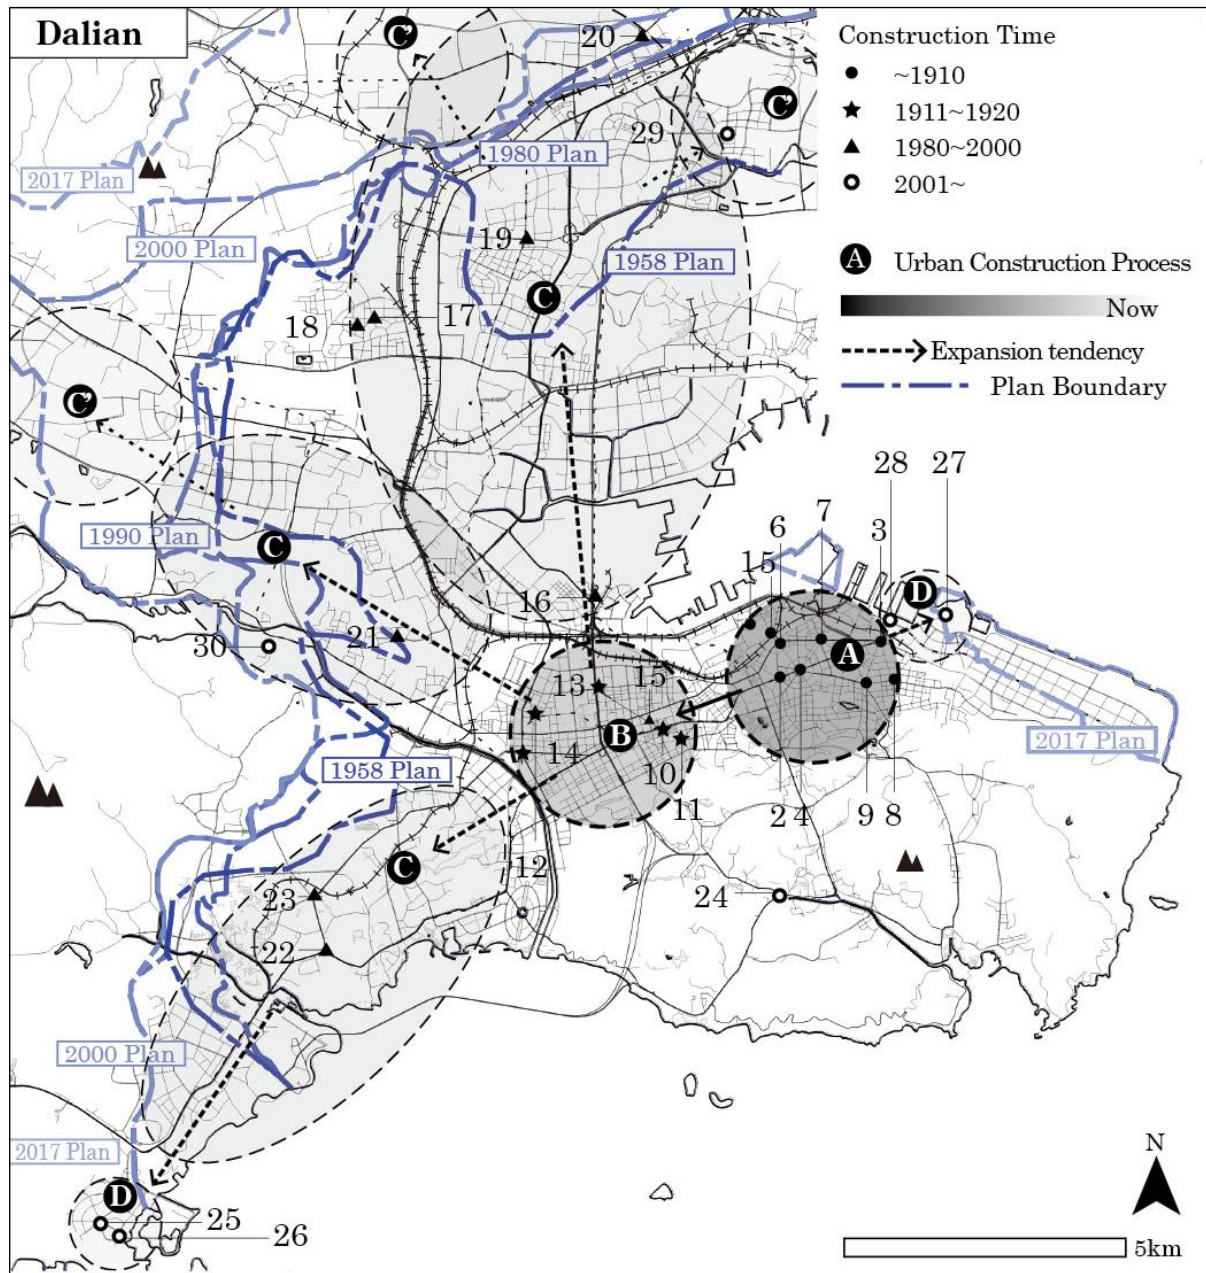 Dalian
Construction Time
~1910
1911~1920
1980~2000
2001~
A Urban Construction Process
Now
Expansion tendency
Plan Boundary
C'
20
C'
29
1980 Plan
2017 Plan
2000 Plan
19
1958 Plan
C
18
17
C'
28
27
7
6
3
15
1990 Plan
C
16
D
30
21
A
13
15
B
14
1958 Plan
2017 Plan
10
11
2
4
9
8
C
12
23
24
22
2000 Plan
2017 Plan
N
D
25
26
5km